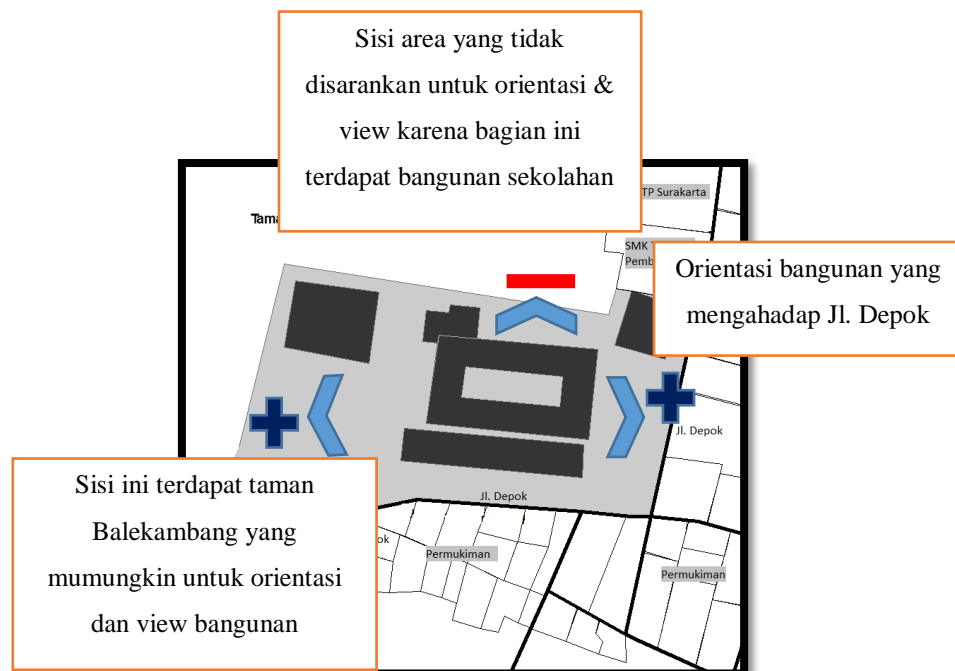 Sisi area yang tidak
disarankan untuk orientasi &
view karena bagian ini
terdapat bangunan sekolahan
TP Surakarta
Tama
SMK
Pemb
Orientasi bangunan yang
mengahadap Jl. Depok
Jl. Depok
Sisi ini terdapat taman
Balekambang yang
mumungkin untuk orientasi
dan view bangunan
Jl. Depok
ok
Permukiman
Permukiman